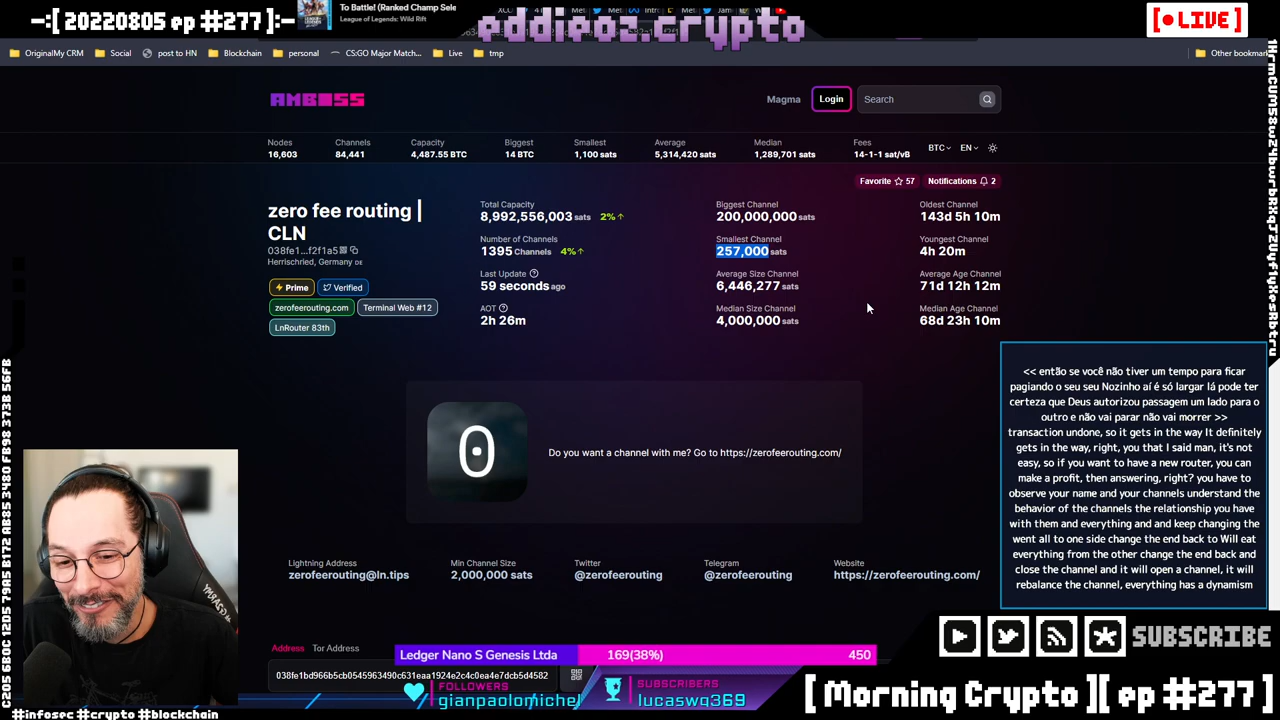 -:[ 20220805 ep #277 ]:-
To Battle! (Ranked Champ Sele
League of Legends: Wild Rift
eddieoz.crypto
[● LIVE]
OriginalMy CRM
Social
post to HN
Blockchain
personal
CS:GO Major Match...
Live
tmp
Other bookmar
AMBOSS
Magma
Login
Search
Nodes
16,603
Channels
84,441
Capacity
4,487.55 BTC
Biggest
14 BTC
Smallest
1,100 sats
Average
5,314,420 sats
Median
1,289,701 sats
Fees
14-1-1 sat/vB
BTC
EN
Favorite ☆ 57
Notifications 2
zero fee routing |
CLN
038fe1...f2f1a5
Herrischried, Germany DE
Prime
Verified
zerofeerouting.com
Terminal Web #12
LnRouter 83th
Total Capacity
8,992,556,003 sats 2%↑
Number of Channels
1395 Channels 4%↑
Last Update
59 seconds ago
AOT
2h 26m
Biggest Channel
200,000,000 sats
Smallest Channel
257,000 sats
Average Size Channel
6,446,277 sats
Median Size Channel
4,000,000 sats
Oldest Channel
143d 5h 10m
Youngest Channel
4h 20m
Average Age Channel
71d 12h 12m
Median Age Channel
68d 23h 10m
0
Do you want a channel with me? Go to https://zerofeerouting.com/
Lightning Address
zerofeerouting@ln.tips
Min Channel Size
2,000,000 sats
Twitter
@zerofeerouting
Telegram
@zerofeerouting
Website
https://zerofeerouting.com/
Address
Tor Address
038fe1bd966b5cb0545963490c631eaa1924e2c4c0ea4e7dcb5d4582
<< então se você não tiver um tempo para ficar
pagiando o seu seu Nozinho aí é só largar lá pode ter
certeza que Deus autorizou passagem um lado para o
outro e não vai parar não vai morrer >>
transaction undone, so it gets in the way It definitely
gets in the way, right, you that I said man, it's not
easy, so if you want to have a new router, you can
make a profit, then answering, right? you have to
observe your name and your channels understand the
behavior of the channels the relationship you have
with them and everything and and keep changing the
went all to one side change the end back to Will eat
everything from the other change the end back and
close the channel and it will open a channel, it will
rebalance the channel, everything has a dynamism
Ledger Nano S Genesis Ltda
169(38%)
450
FOLLOWERS
gianpaolomichel
SUBSCRIBERS
lucaswq369
SUBSCRIBE
[ Morning Crypto ][ ep #277 ]
#infosec #crypto #blockchain